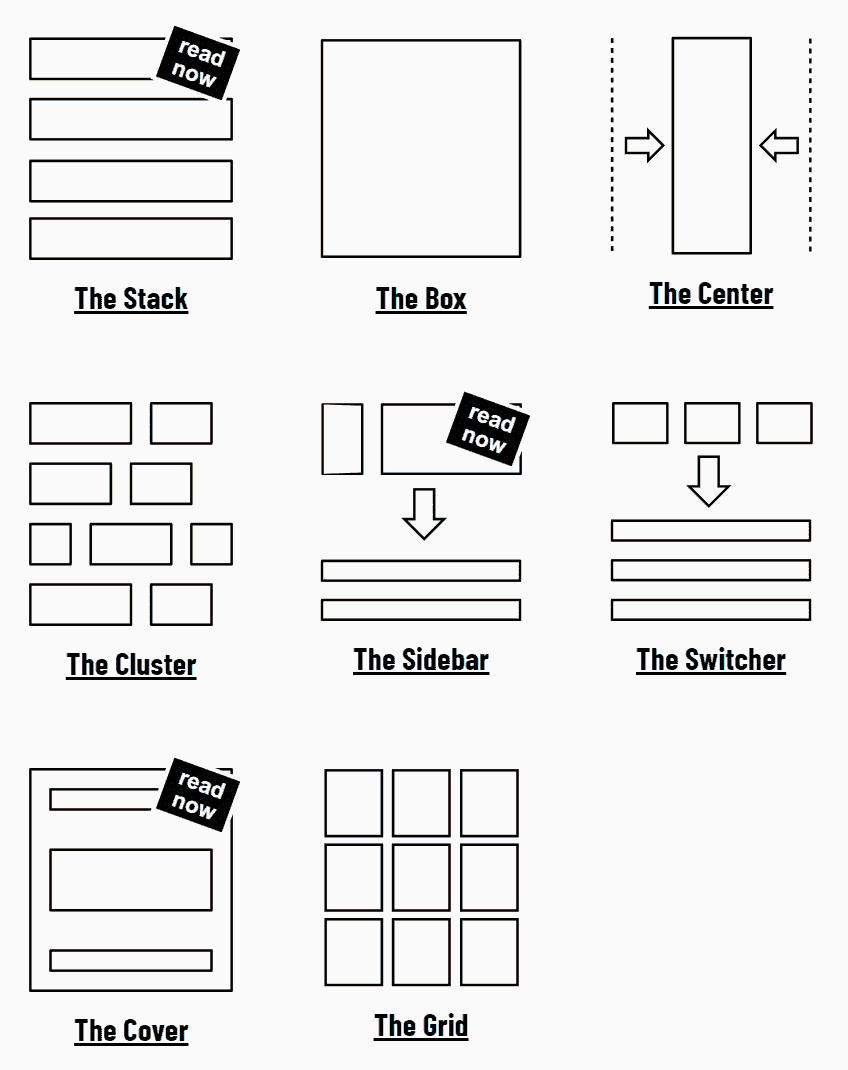 read
now
The Stack
The Box
The Center
read
now
The Cluster
The Sidebar
The Switcher
read
now
The Cover
The Grid